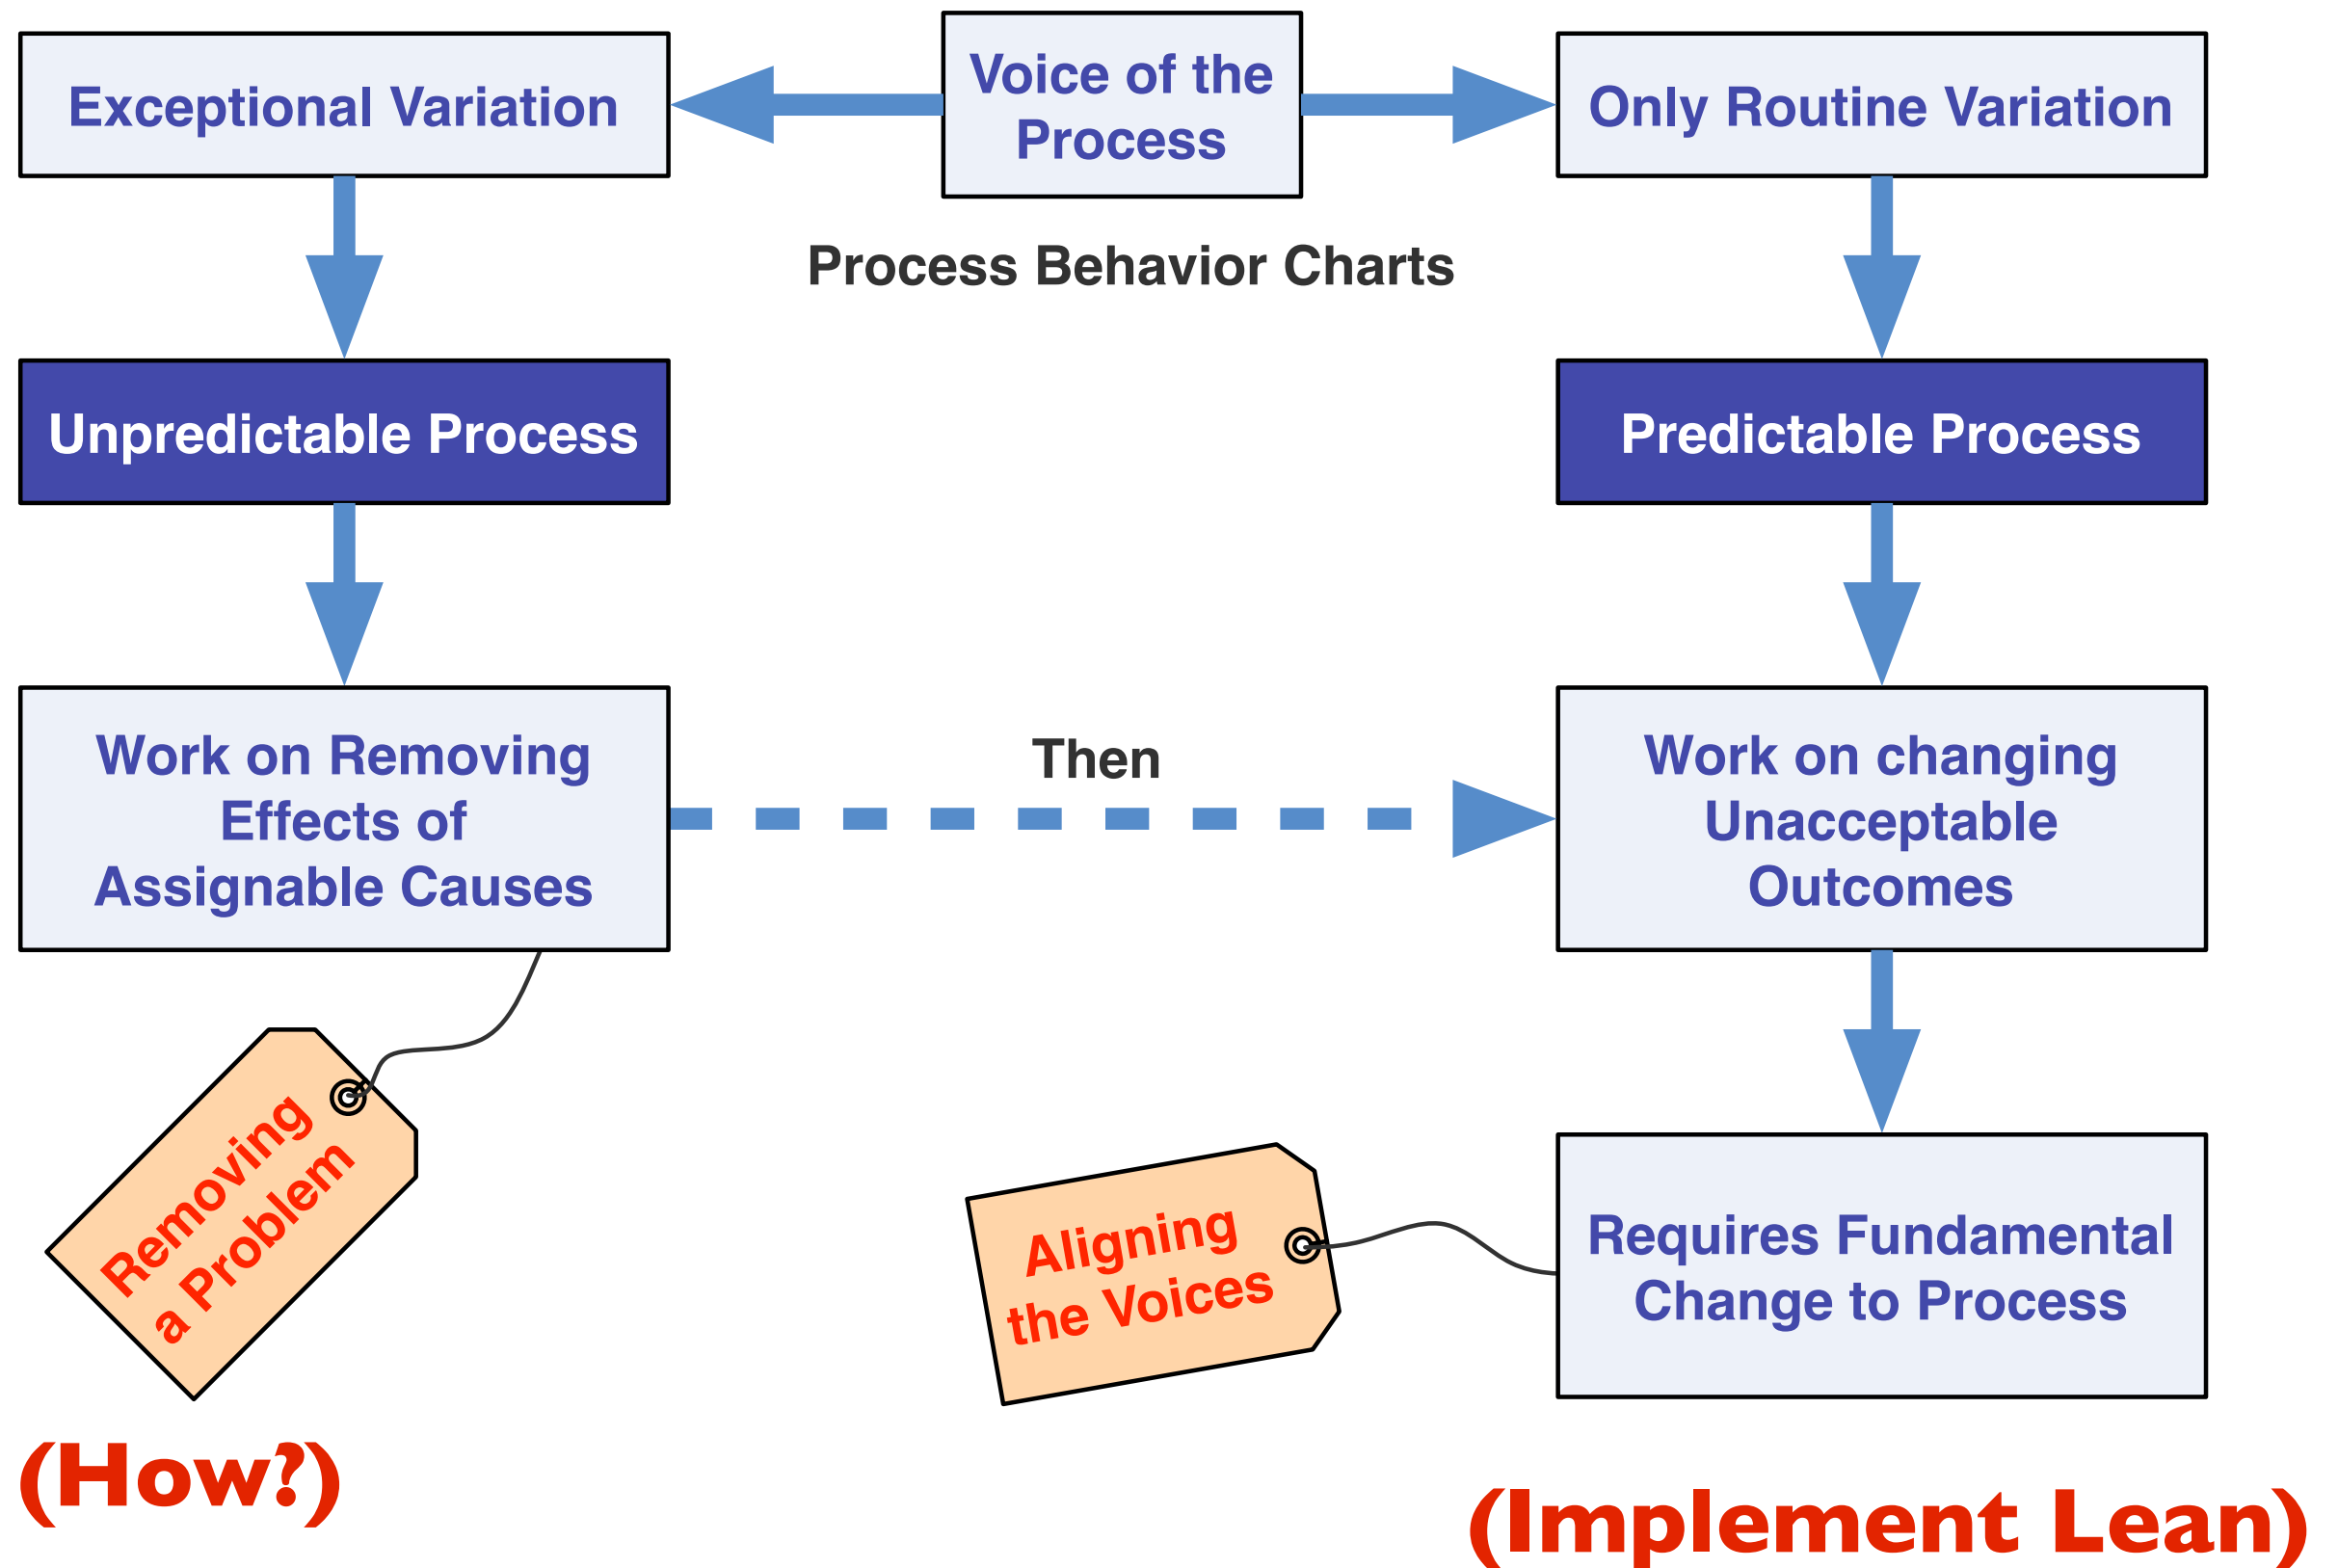 Exceptional Variation
Voice of the
Process
Only Routine Variation
Process Behavior Charts
Unpredictable Process
Predictable Process
Work on Removing
Effects of
Assignable Causes
Then
Work on changing
Unacceptable
Outcomes
Removing
a Problem
Aligning
the Voices
Requires Fundamental
Change to Process
(How?)
(Implement Lean)